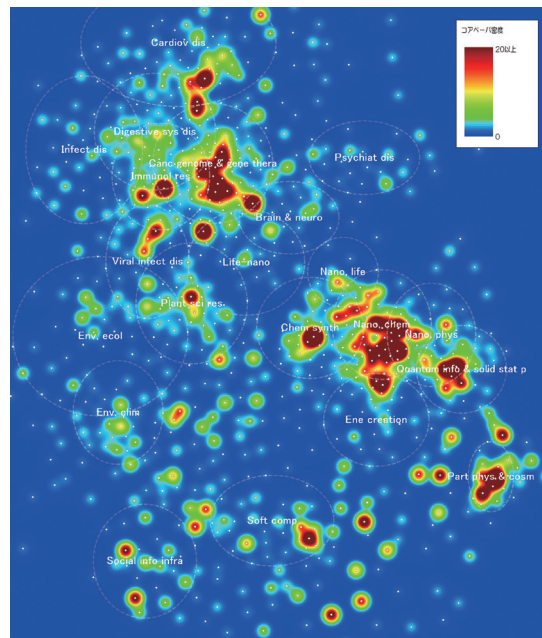 コアペーパ密度
20以上
0
Cardiov dis
Digestive sys dis
Infect dis
Canc genome & gene thera
Psychiat dis
Immunol res
Brain & neuro
Viral infect dis
Life-nano
Nano, life
Plant sci res
Chem synth
Nano, chem
Nano, phys
Env, ecol
Quantum info & solid stat p
Env, clim
Ene creation
Part phys & cosm
Soft comp
Social info infra